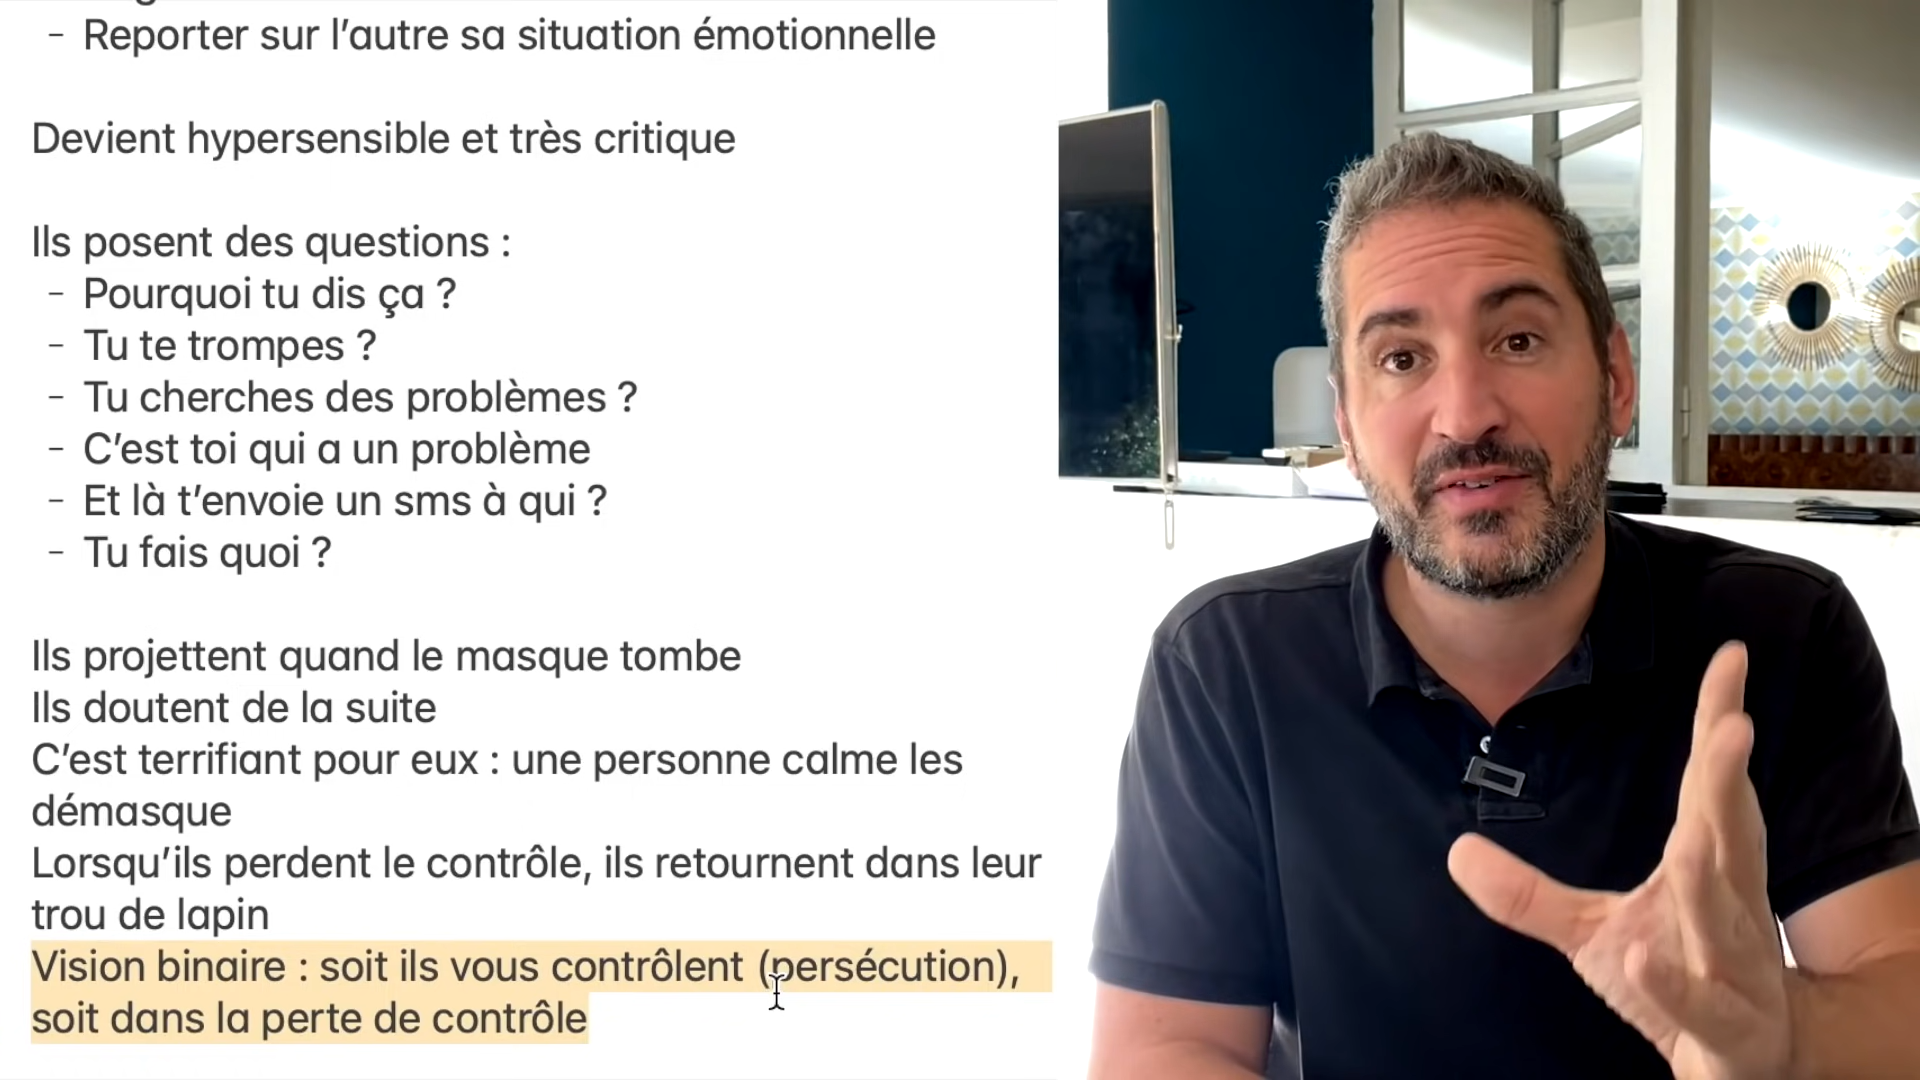 - Reporter sur l’autre sa situation émotionnelle
Devient hypersensible et très critique
Ils posent des questions :
- Pourquoi tu dis ça ?
- Tu te trompes ?
- Tu cherches des problèmes ?
- C’est toi qui a un problème
- Et là t’envoie un sms à qui ?
- Tu fais quoi ?
Ils projettent quand le masque tombe
Ils doutent de la suite
C’est terrifiant pour eux : une personne calme les
démasque
Lorsqu’ils perdent le contrôle, ils retournent dans leur
trou de lapin
Vision binaire : soit ils vous contrôlent (persécution),
soit dans la perte de contrôle